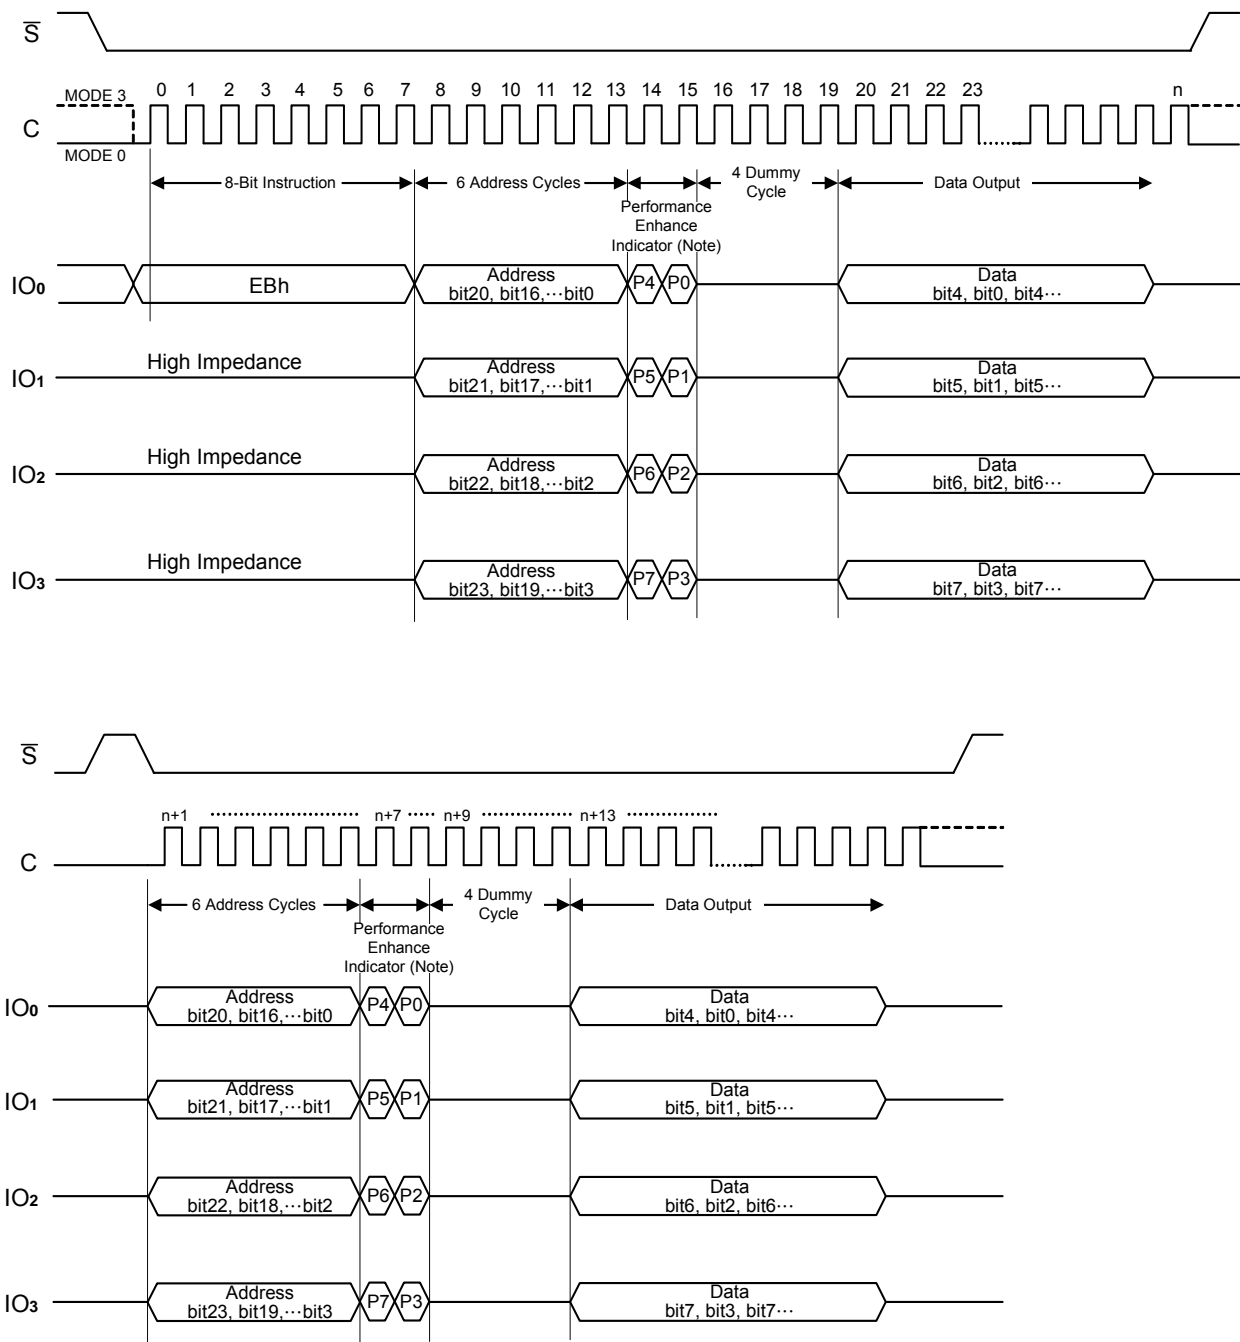 S̅
0 1 2 3 4 5 6 7 8 9 10 11 12 13 14 15 16 17 18 19 20 21 22 23 n
MODE 3
C
MODE 0
8-Bit Instruction
6 Address Cycles
4 Dummy
Cycle
Data Output
Performance
Enhance
Indicator (Note)
IO0
EBh
Address
bit20, bit16,···bit0
P4 P0
Data
bit4, bit0, bit4···
IO1
High Impedance
Address
bit21, bit17,···bit1
P5 P1
Data
bit5, bit1, bit5···
IO2
High Impedance
Address
bit22, bit18,···bit2
P6 P2
Data
bit6, bit2, bit6···
IO3
High Impedance
Address
bit23, bit19,···bit3
P7 P3
Data
bit7, bit3, bit7···
S̅
n+1 n+7 n+9 n+13
C
6 Address Cycles
4 Dummy
Cycle
Data Output
Performance
Enhance
Indicator (Note)
IO0
Address
bit20, bit16,···bit0
P4 P0
Data
bit4, bit0, bit4···
IO1
Address
bit21, bit17,···bit1
P5 P1
Data
bit5, bit1, bit5···
IO2
Address
bit22, bit18,···bit2
P6 P2
Data
bit6, bit2, bit6···
IO3
Address
bit23, bit19,···bit3
P7 P3
Data
bit7, bit3, bit7···